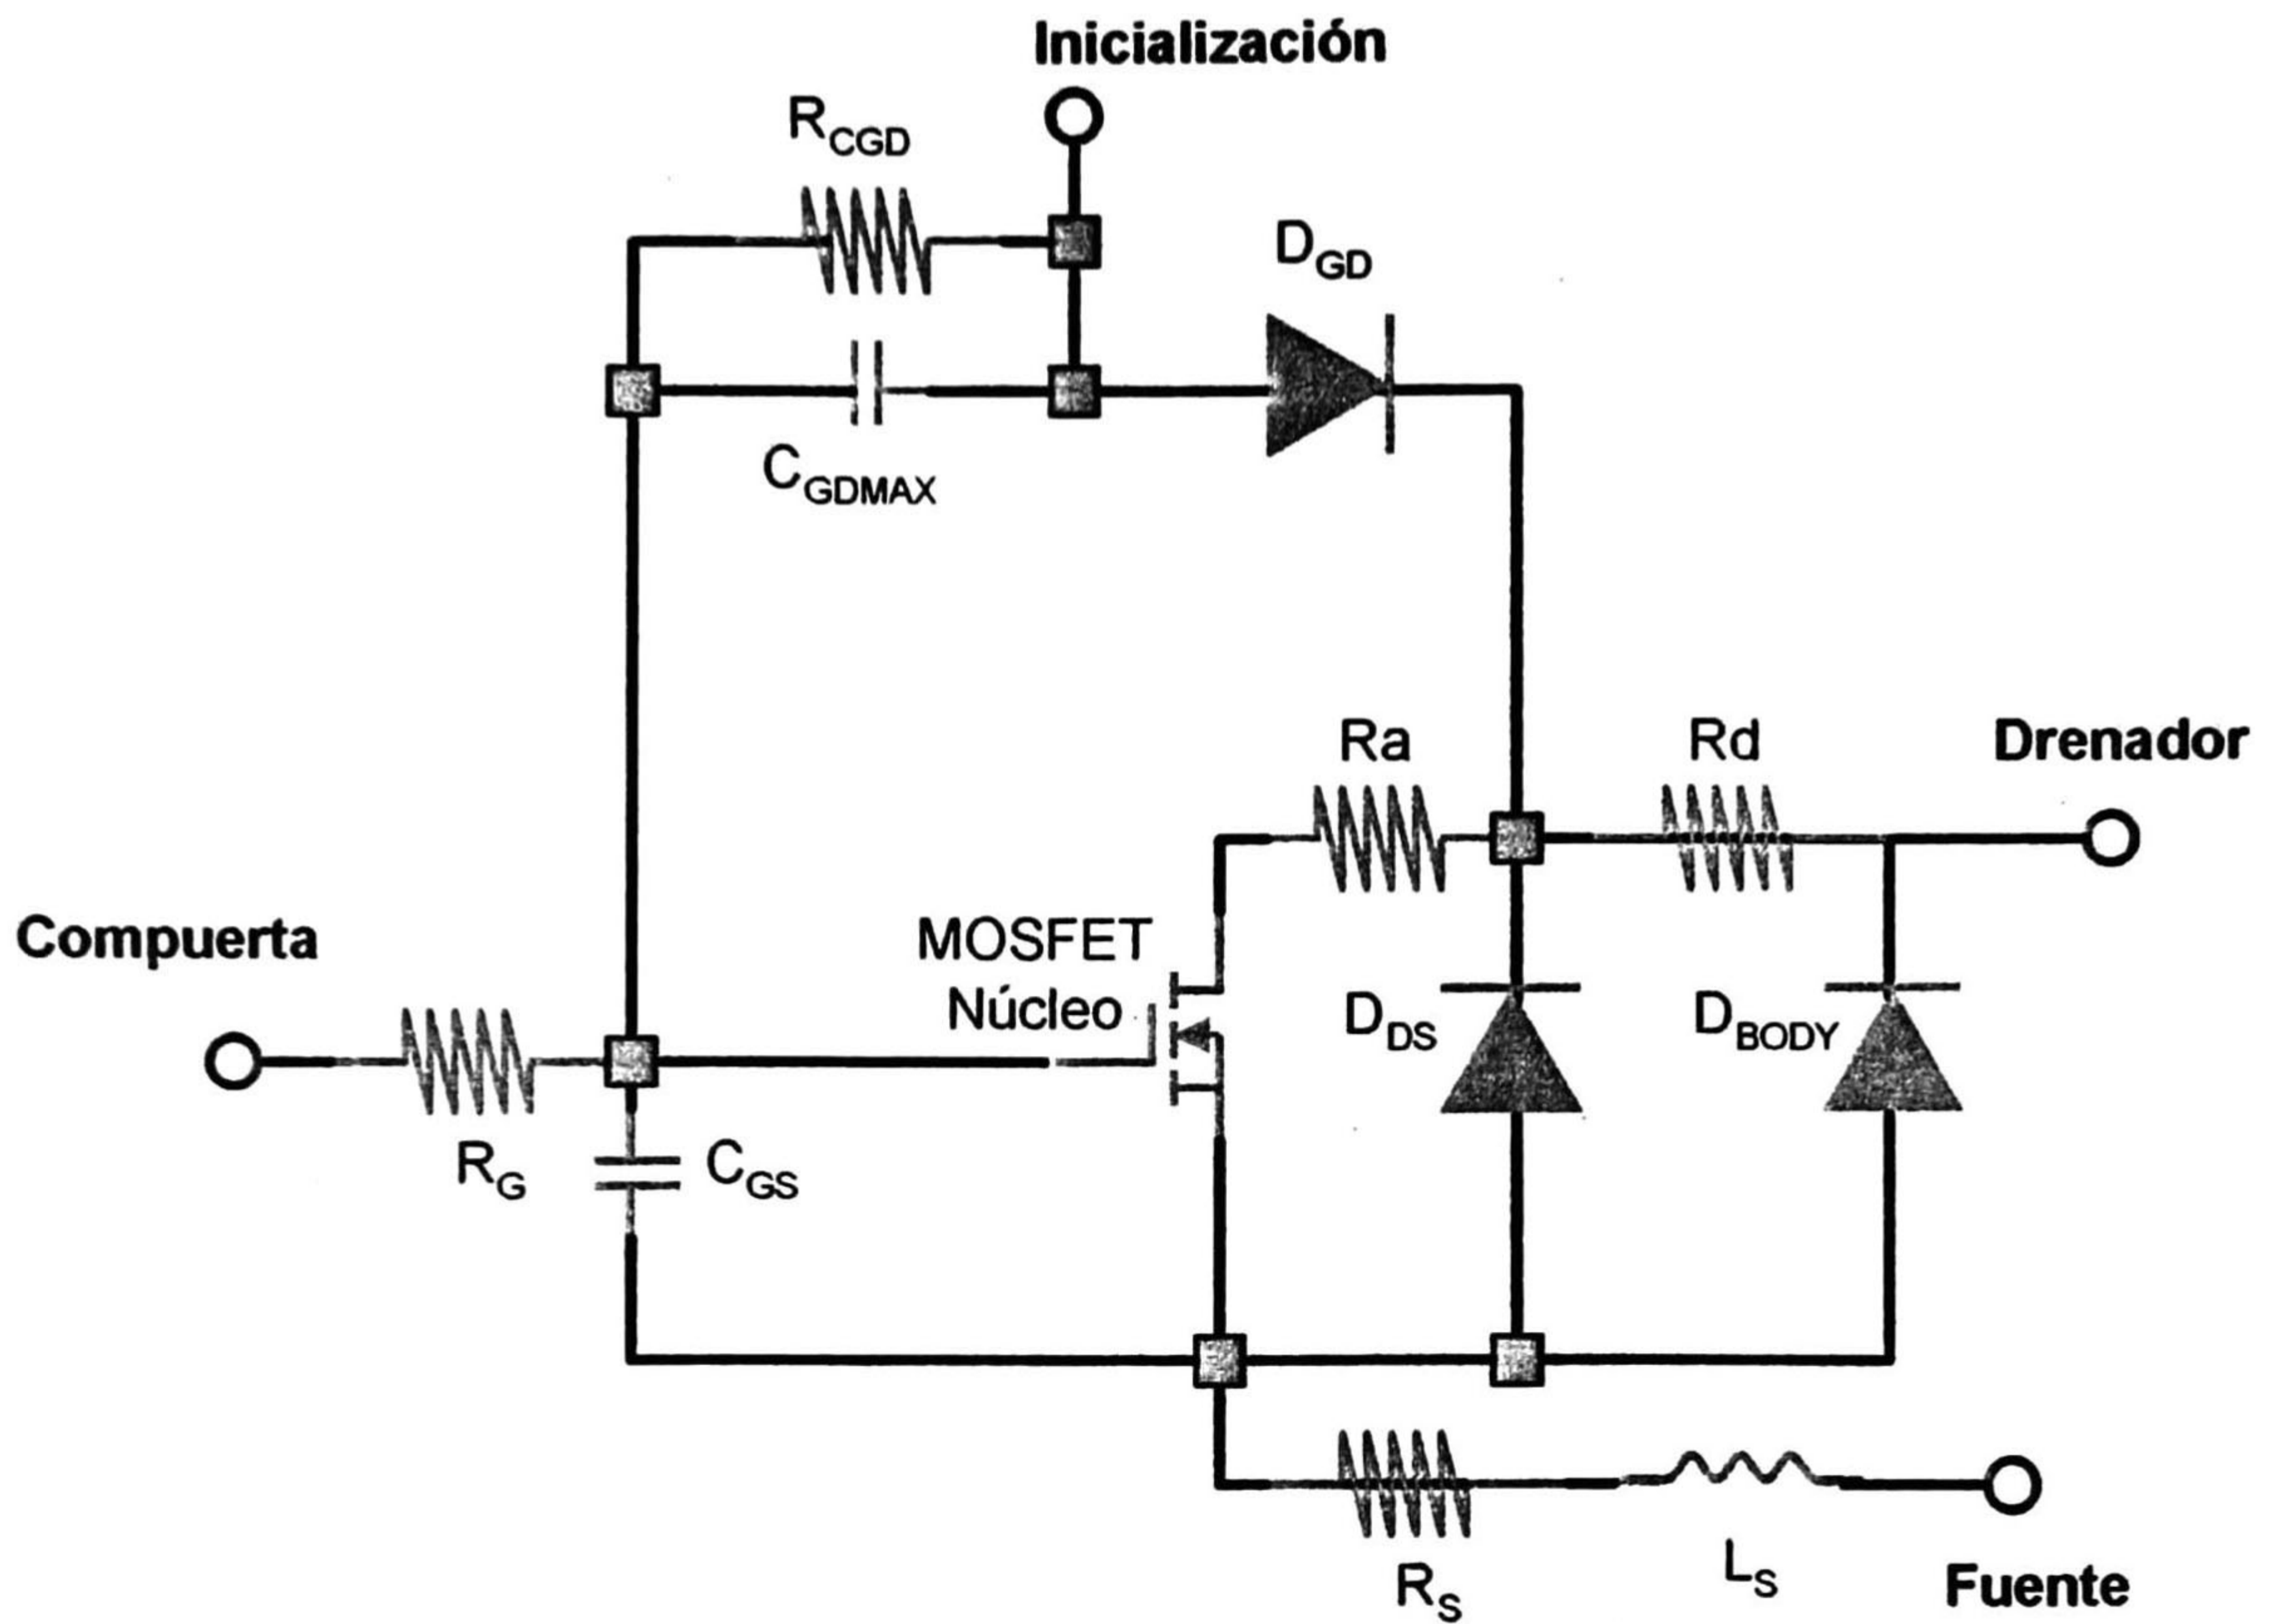 Inicialización
R_CGD
D_GD
C_GDMAX
Ra
Rd
Drenador
Compuerta
MOSFET
Núcleo
D_DS
D_BODY
R_G
C_GS
R_S
L_S
Fuente